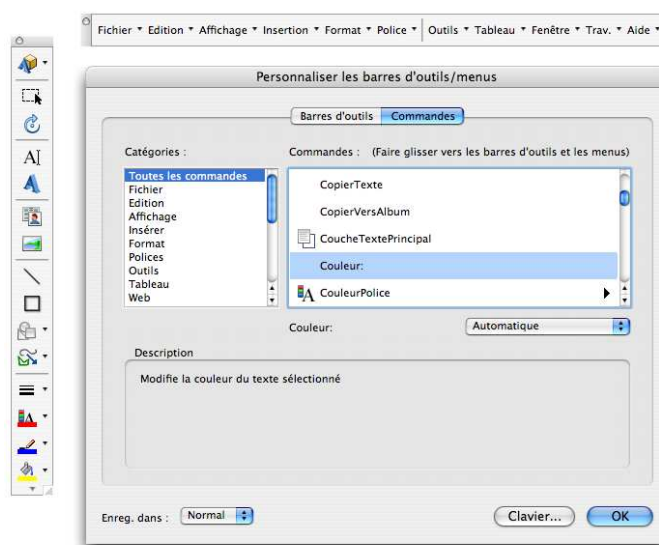 Fichier Edition Affichage Insertion Format Police Outils Tableau Fenêtre Trav. Aide
Personnaliser les barres d'outils/menus
Barres d'outils Commandes
Catégories : Commandes : (Faire glisser vers les barres d'outils et les menus)
Toutes les commandes
Fichier
Edition
Affichage
Insérer
Format
Polices
Outils
Tableau
Web
CopierTexte
CopierVersAlbum
CoucheTextePrincipal
Couleur:
CouleurPolice
Couleur: Automatique
Description
Modifie la couleur du texte sélectionné
Enreg. dans : Normal Clavier... OK